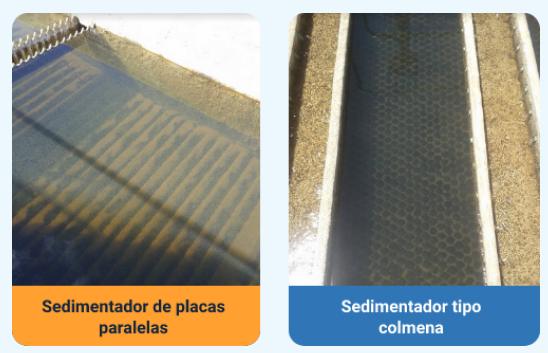 Sedimentador de placas
paralelas
Sedimentador tipo
colmena